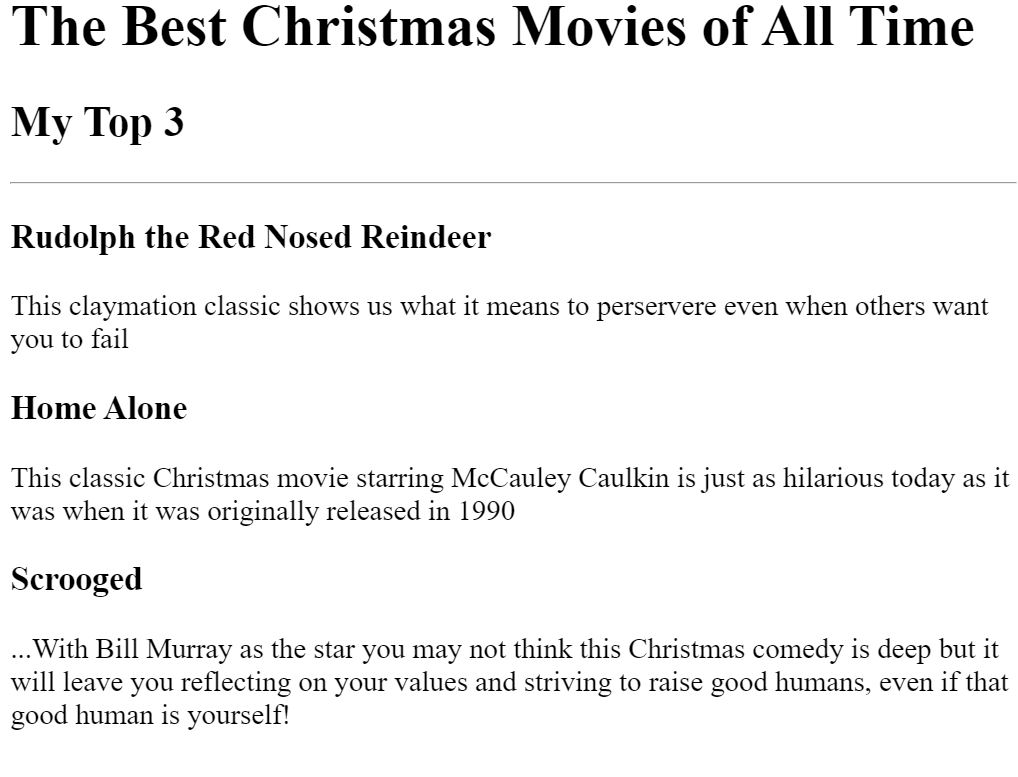 The Best Christmas Movies of All Time
My Top 3
Rudolph the Red Nosed Reindeer
This claymation classic shows us what it means to perservere even when others want
you to fail
Home Alone
This classic Christmas movie starring McCauley Caulkin is just as hilarious today as it
was when it was originally released in 1990
Scrooged
...With Bill Murray as the star you may not think this Christmas comedy is deep but it
will leave you reflecting on your values and striving to raise good humans, even if that
good human is yourself!